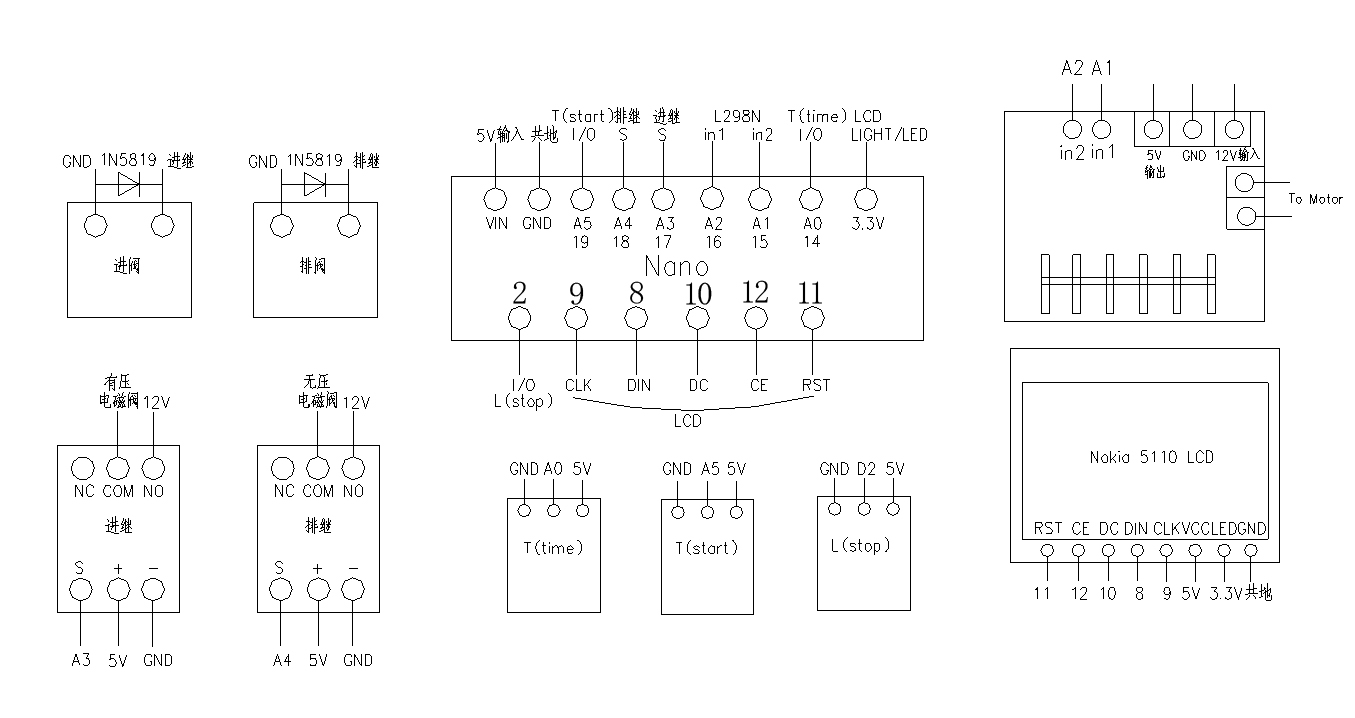 GND 1N5819 进继
进阀
GND 1N5819 排继
排阀
T(start) 排继 进继 L298N T(time) LCD
5V输入 共地 I/O S S in1 in2 I/O LIGHT/LED
VIN GND A5 A4 A3 A2 A1 A0 3.3V
19 18 17 16 15 14
Nano
2 9 8 10 12 11
I/O CLK DIN DC CE RST
L(stop)
LCD
A2 A1
in2 in1 5V GND 12V输入
输出
To Motor
有压
电磁阀 12V
NC COM NO
进继
S + -
A3 5V GND
无压
电磁阀 12V
NC COM NO
排继
S + -
A4 5V GND
GND A0 5V
T(time)
GND A5 5V
T(start)
GND D2 5V
L(stop)
Nokia 5110 LCD
RST CE DC DIN CLK VCC LED GND
11 12 10 8 9 5V 3.3V 共地